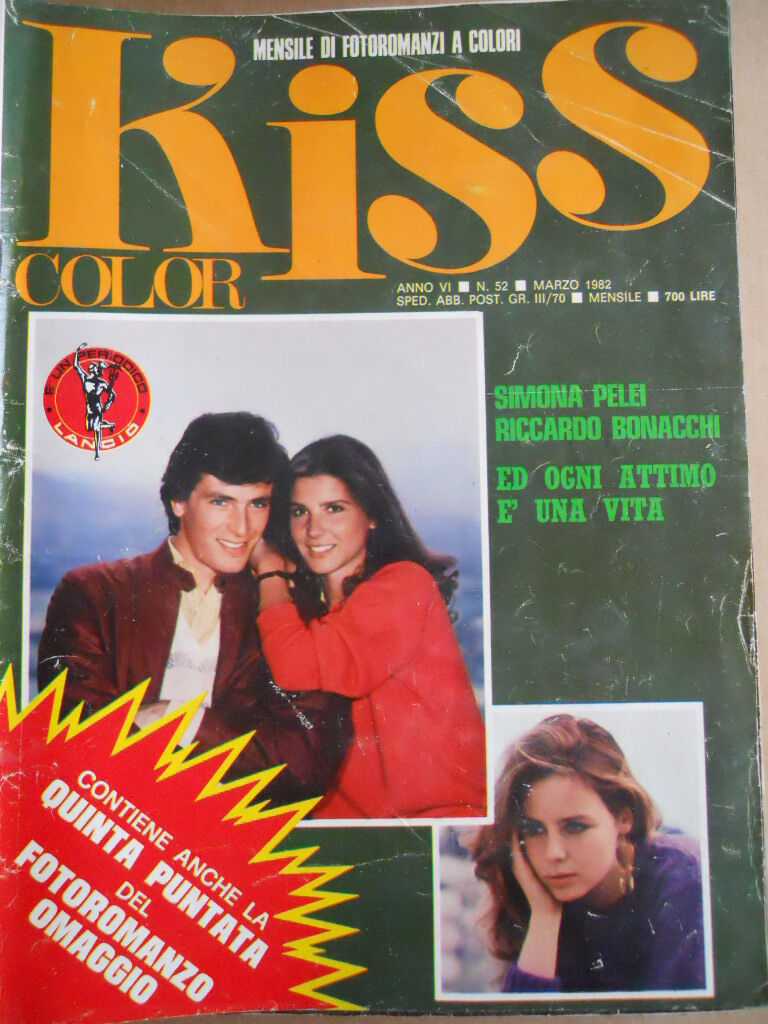 MENSILE DI FOTOROMANZI A COLORI
Kiss
COLOR
ANNO VI ■ N. 52 ■ MARZO 1982
SPED. ABB. POST. GR. III/70 ■ MENSILE ■ 700 LIRE
E UN PERIODICO
LANCIO
SIMONA PELEI
RICCARDO BONACCHI
ED OGNI ATTIMO
E' UNA VITA
CONTIENE ANCHE LA
QUINTA PUNTATA
DEL
FOTOROMANZO
OMAGGIO